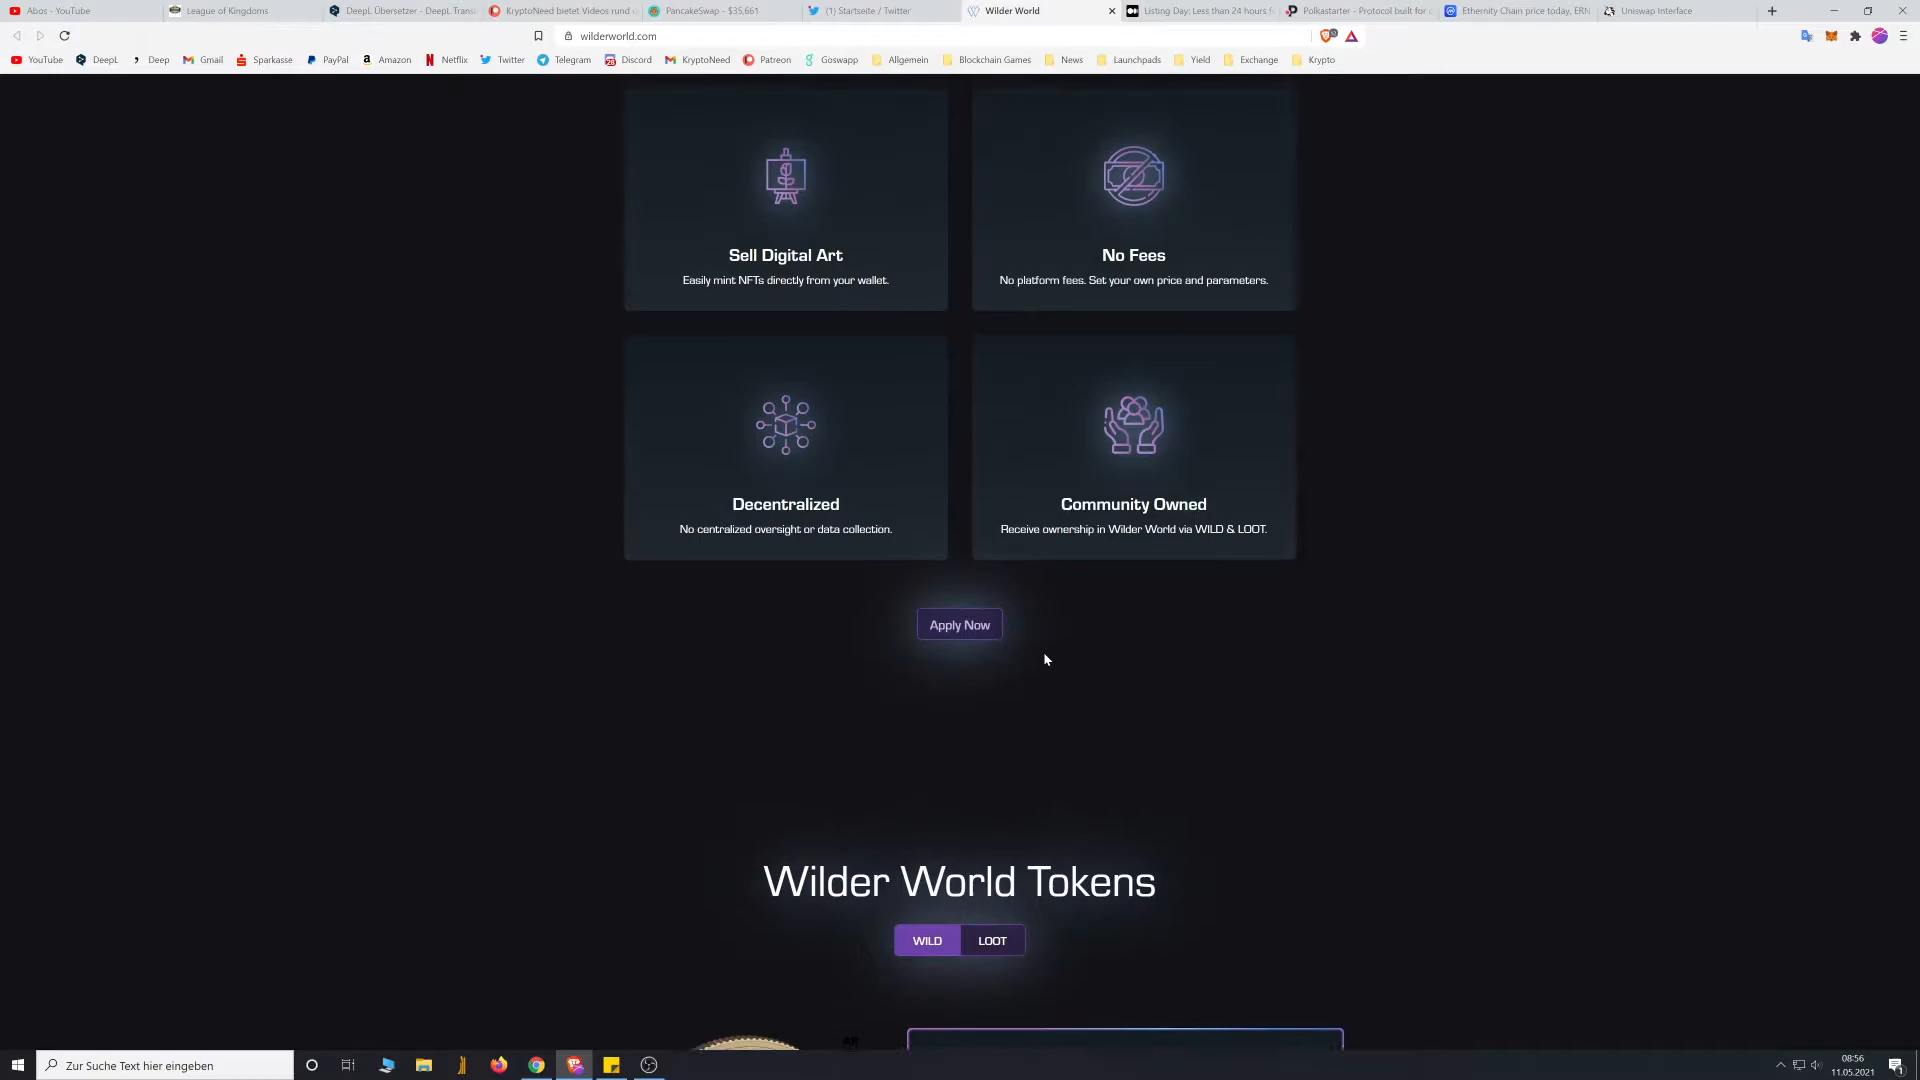 Abos - YouTube
League of Kingdoms
DeepL Übersetzer - DeepL Trans
KryptoNeed bietet Videos rund u
PancakeSwap - $35,661
(1) Startseite / Twitter
Wilder World
Listing Day: Less than 24 hours f
Polkastarter - Protocol built for c
Ethernity Chain price today, ERN
Uniswap Interface
wilderworld.com
YouTube
DeepL
Deep
Gmail
Sparkasse
PayPal
Amazon
Netflix
Twitter
Telegram
Discord
KryptoNeed
Patreon
Goswapp
Allgemein
Blockchain Games
News
Launchpads
Yield
Exchange
Krypto
Sell Digital Art
Easily mint NFTs directly from your wallet.
No Fees
No platform fees. Set your own price and parameters.
Decentralized
No centralized oversight or data collection.
Community Owned
Receive ownership in Wilder World via WILD & LOOT.
Apply Now
Wilder World Tokens
WILD
LOOT
Zur Suche Text hier eingeben
08:56
11.05.2021